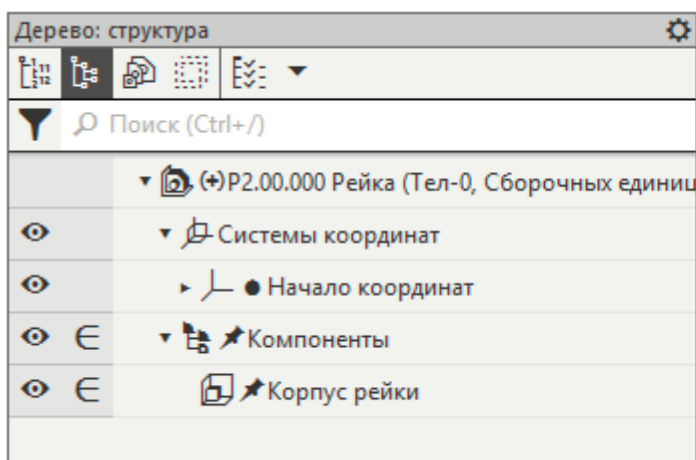 Дерево: структура
Поиск (Ctrl+/)
(+)Р2.00.000 Рейка (Тел-0, Сборочных единиц
Системы координат
Начало координат
Компоненты
Корпус рейки